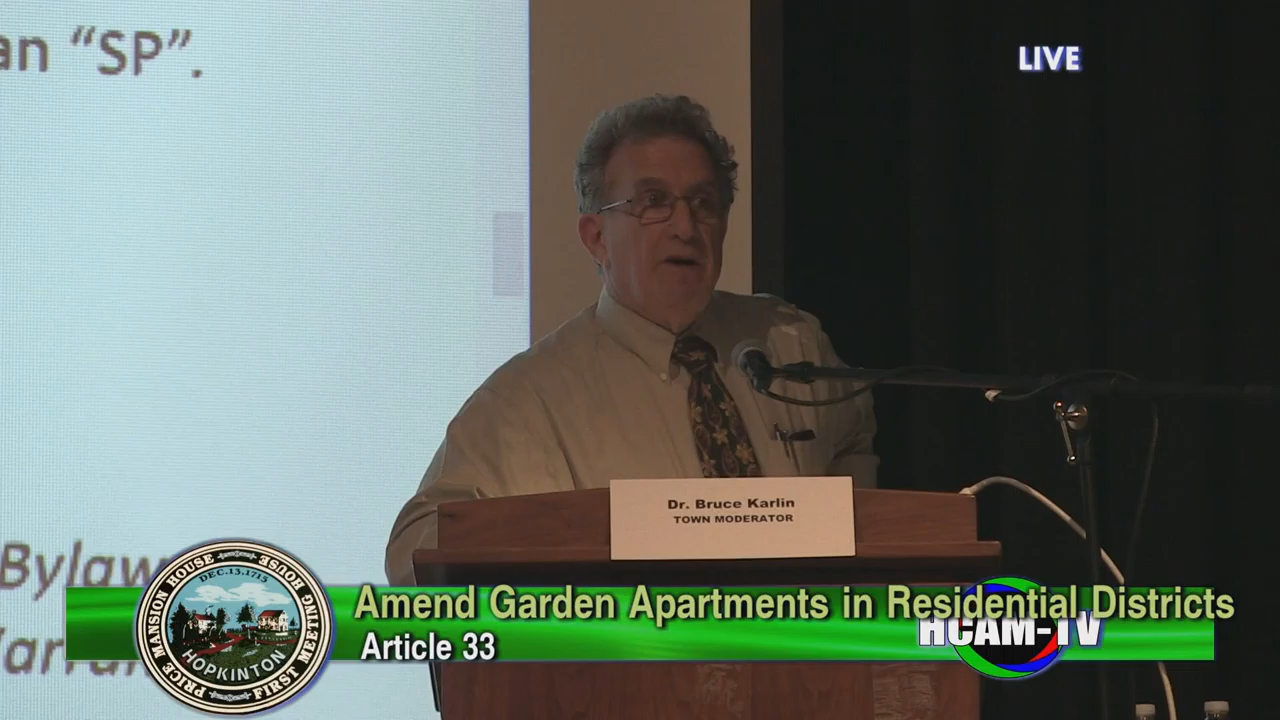 an “SP”.
LIVE
Dr. Bruce Karlin
TOWN MODERATOR
Bylaw
PRICE MANSION HOUSE
FIRST MEETING HOUSE
DEC.13.1715
HOPKINTON
Amend Garden Apartments in Residential Districts
Article 33
HCAM-TV